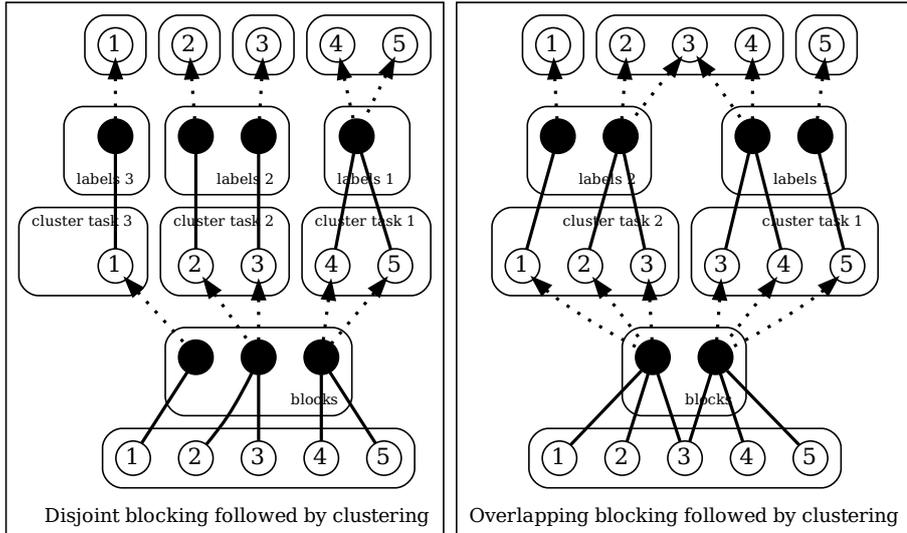 1 2 3 4 5
labels 3 labels 2 labels 1
cluster task 3 cluster task 2 cluster task 1
1 2 3 4 5
blocks
1 2 3 4 5
Disjoint blocking followed by clustering
1 2 3 4 5
labels 2 labels 1
cluster task 2 cluster task 1
1 2 3 3 4 5
blocks
1 2 3 4 5
Overlapping blocking followed by clustering